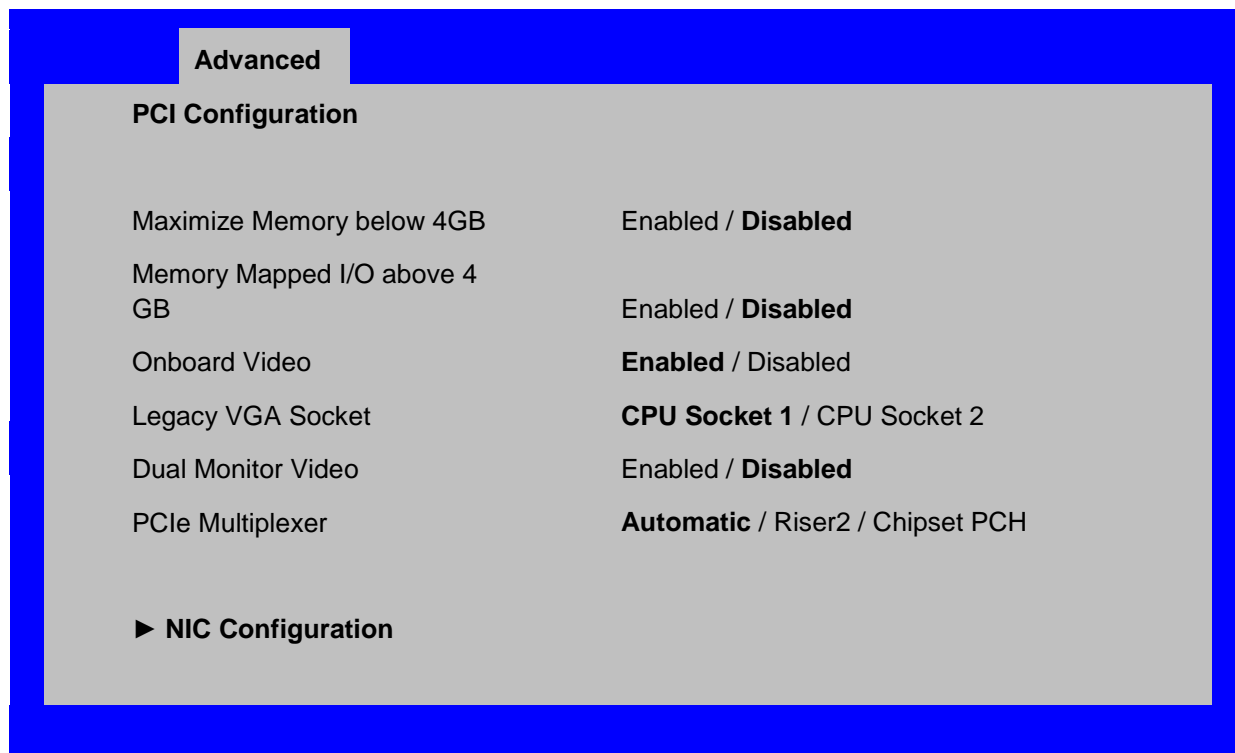 Advanced
PCI Configuration
Maximize Memory below 4GB Enabled / Disabled
Memory Mapped I/O above 4
GB Enabled / Disabled
Onboard Video Enabled / Disabled
Legacy VGA Socket CPU Socket 1 / CPU Socket 2
Dual Monitor Video Enabled / Disabled
PCIe Multiplexer Automatic / Riser2 / Chipset PCH
► NIC Configuration